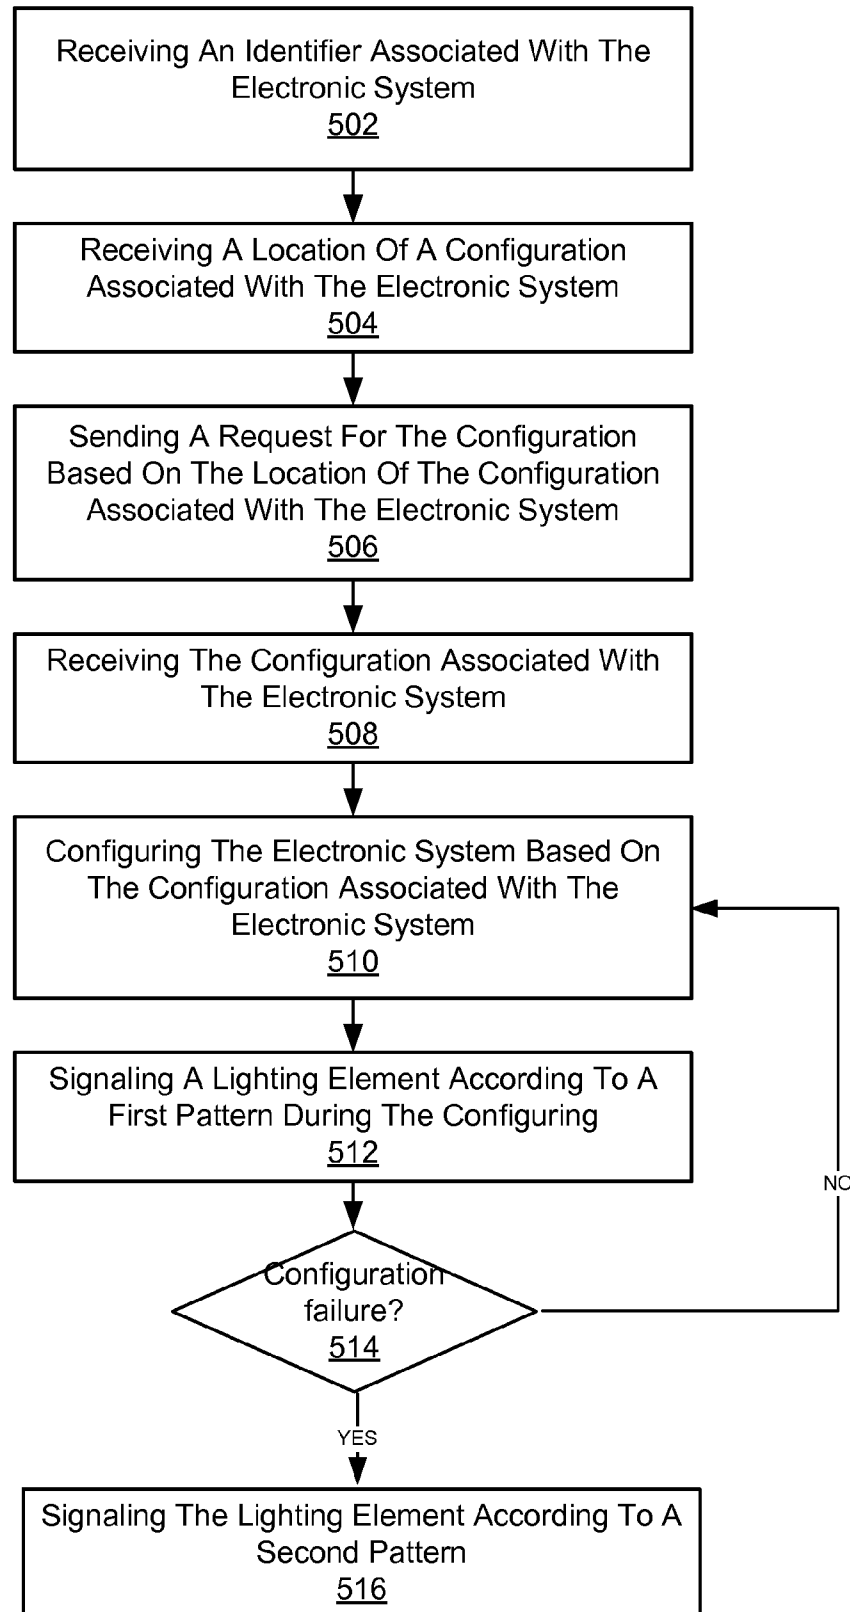 Receiving An Identifier Associated With The
Electronic System
502
Receiving A Location Of A Configuration
Associated With The Electronic System
504
Sending A Request For The Configuration
Based On The Location Of The Configuration
Associated With The Electronic System
506
Receiving The Configuration Associated With
The Electronic System
508
Configuring The Electronic System Based On
The Configuration Associated With The
Electronic System
510
Signaling A Lighting Element According To A
First Pattern During The Configuring
512
NO
Configuration
failure?
514
YES
Signaling The Lighting Element According To A
Second Pattern
516